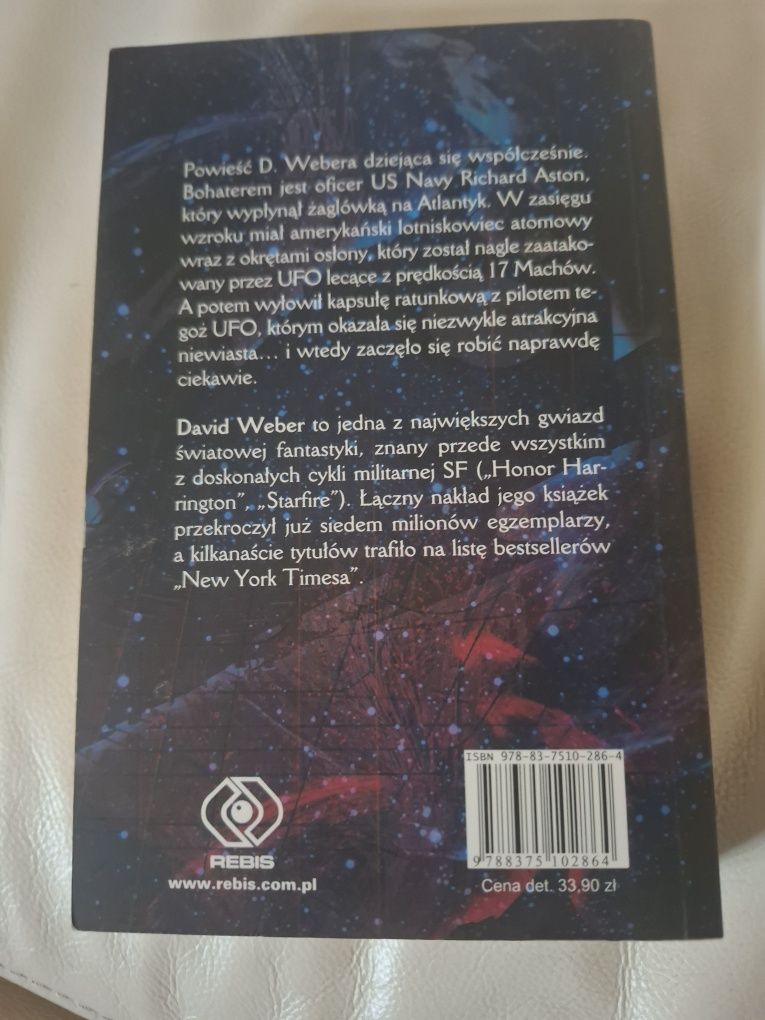 Powieść D. Webera dziejąca się współcześnie.
Bohaterem jest oficer US Navy Richard Aston,
który wypłynął żaglówką na Atlantyk. W zasięgu
wzroku miał amerykański lotniskowiec atomowy
wraz z okrętami osłony, który został nagle zaatako-
wany przez UFO lecące z prędkością 17 Machów.
A potem wyłowił kapsułę ratunkową z pilotem te-
goż UFO, którym okazała się niezwykle atrakcyjna
niewiasta... i wtedy zaczęło się robić naprawdę
ciekawie.
David Weber to jedna z największych gwiazd
światowej fantastyki, znany przede wszystkim
z doskonałych cykli militarnej SF („Honor Har-
rington”, „Starfire”). Łączny nakład jego książek
przekroczył już siedem milionów egzemplarzy,
a kilkanaście tytułów trafiło na listę bestsellerów
„New York Timesa”.
ISBN 978-83-7510-286-4
9 788375 102864
REBIS
www.rebis.com.pl
Cena det. 33,90 zł